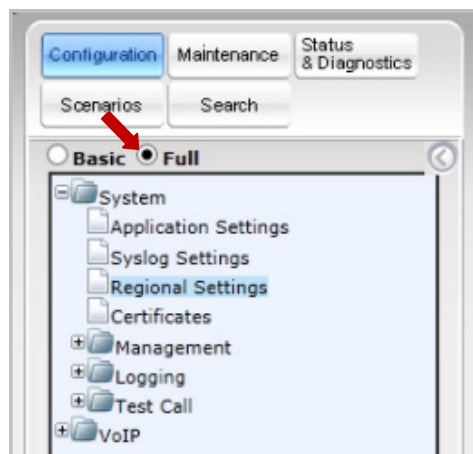 Configuration Maintenance Status & Diagnostics
Scenarios Search
Basic Full
System
Application Settings
Syslog Settings
Regional Settings
Certificates
Management
Logging
Test Call
VoIP